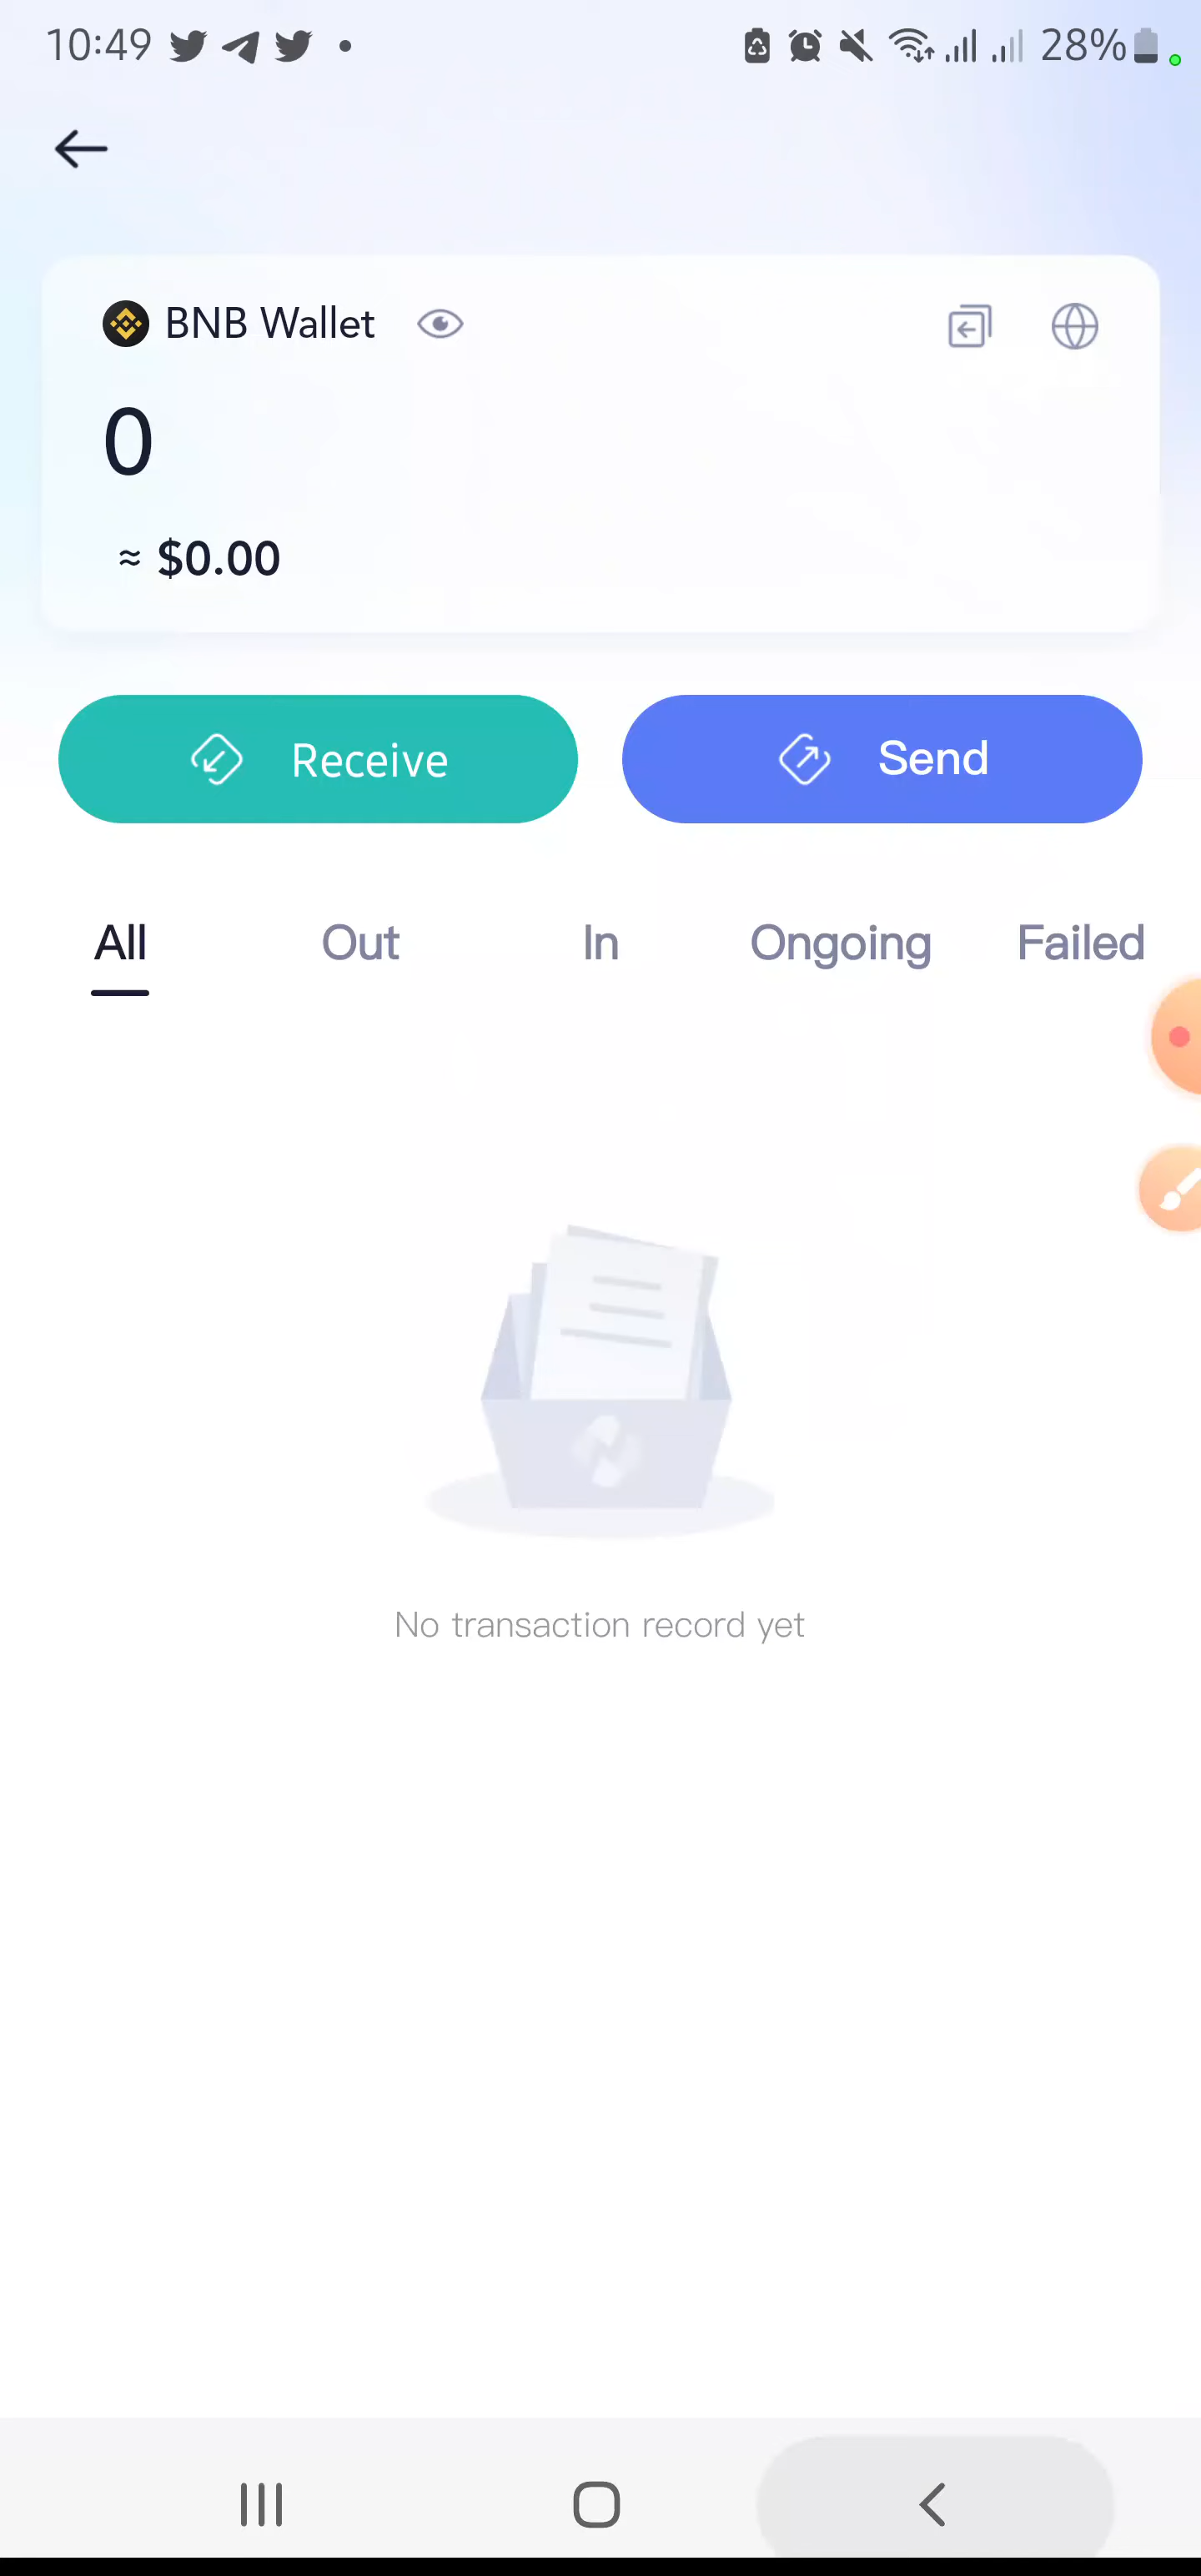 10:49 28%
BNB Wallet
0
≈ $0.00
Receive Send
All Out In Ongoing Failed
No transaction record yet